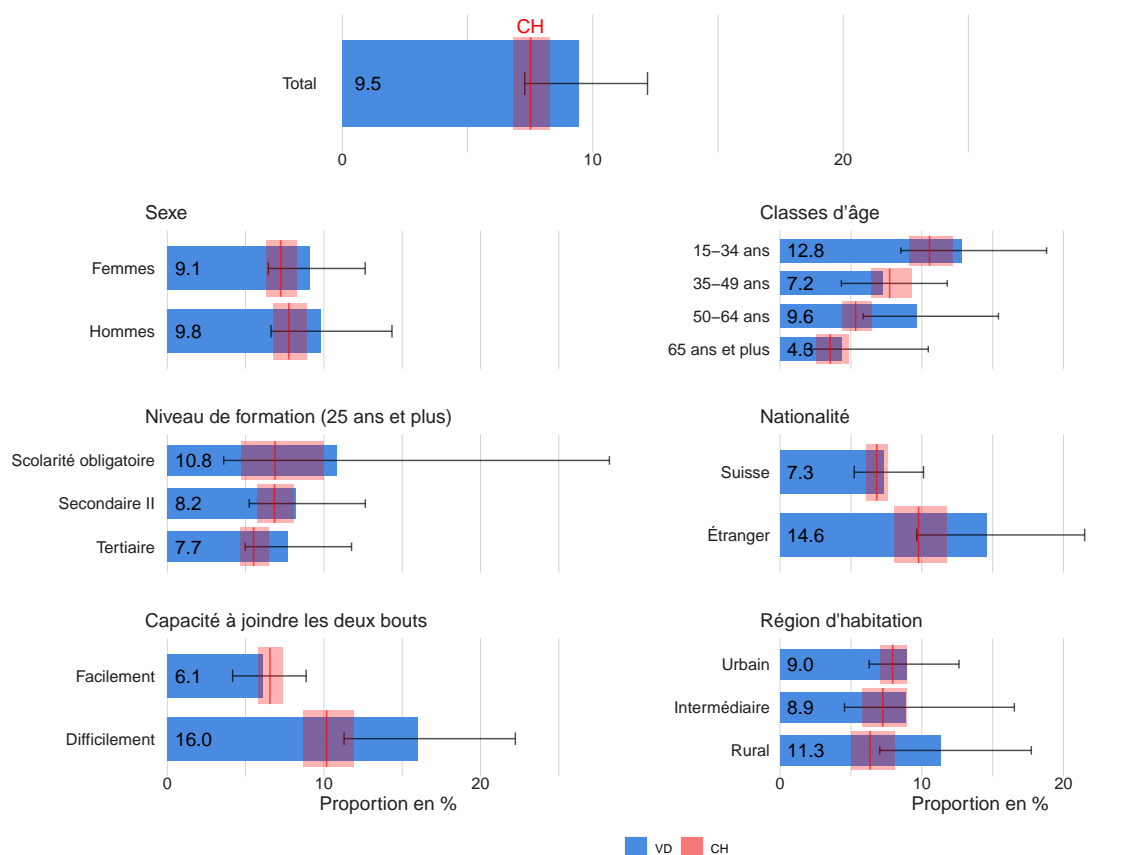 CH
Total
9.5
0 10 20
Sexe
Femmes 9.1
Hommes 9.8
Classes d'âge
15–34 ans 12.8
35–49 ans 7.2
50–64 ans 9.6
65 ans et plus 4.3
Niveau de formation (25 ans et plus)
Scolarité obligatoire 10.8
Secondaire II 8.2
Tertiaire 7.7
Nationalité
Suisse 7.3
Étranger 14.6
Capacité à joindre les deux bouts
Facilement 6.1
Difficilement 16.0
0 10 20
Proportion en %
Région d'habitation
Urbain 9.0
Intermédiaire 8.9
Rural 11.3
0 10 20
Proportion en %
VD CH